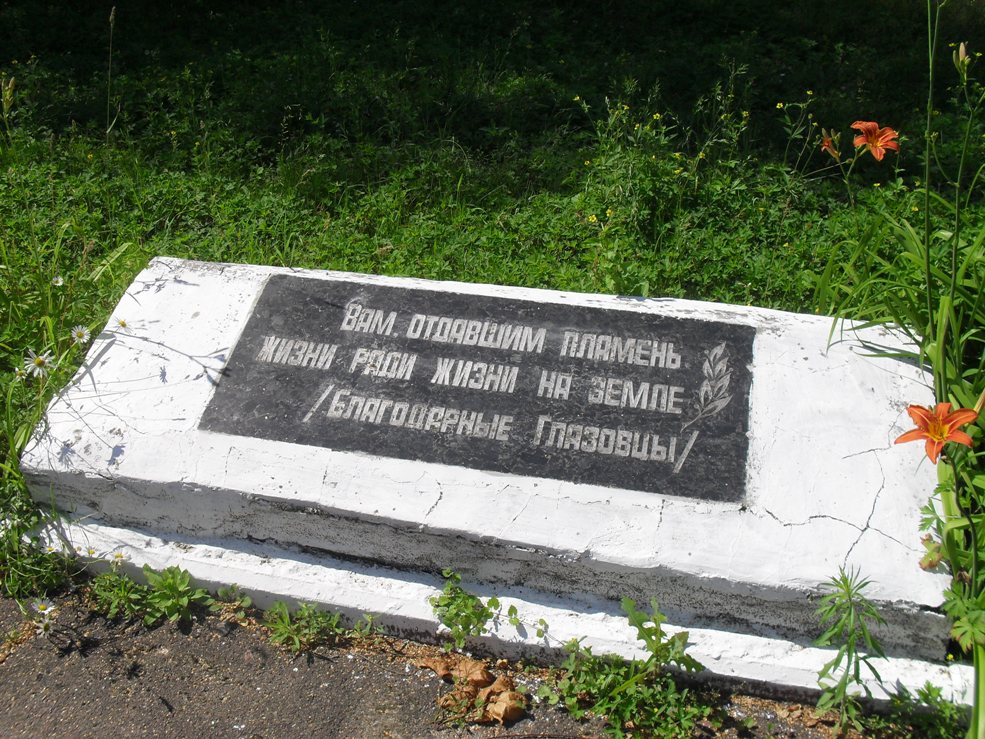 Вам, отдавшим пламень
жизни ради жизни на земле
/Благодарные Глазовцы/